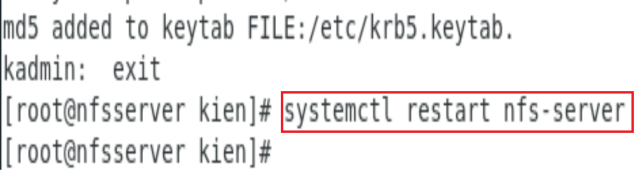 md5 added to keytab FILE:/etc/krb5.keytab.
kadmin:  exit
[root@nfsserver kien]# systemctl restart nfs-server
[root@nfsserver kien]#